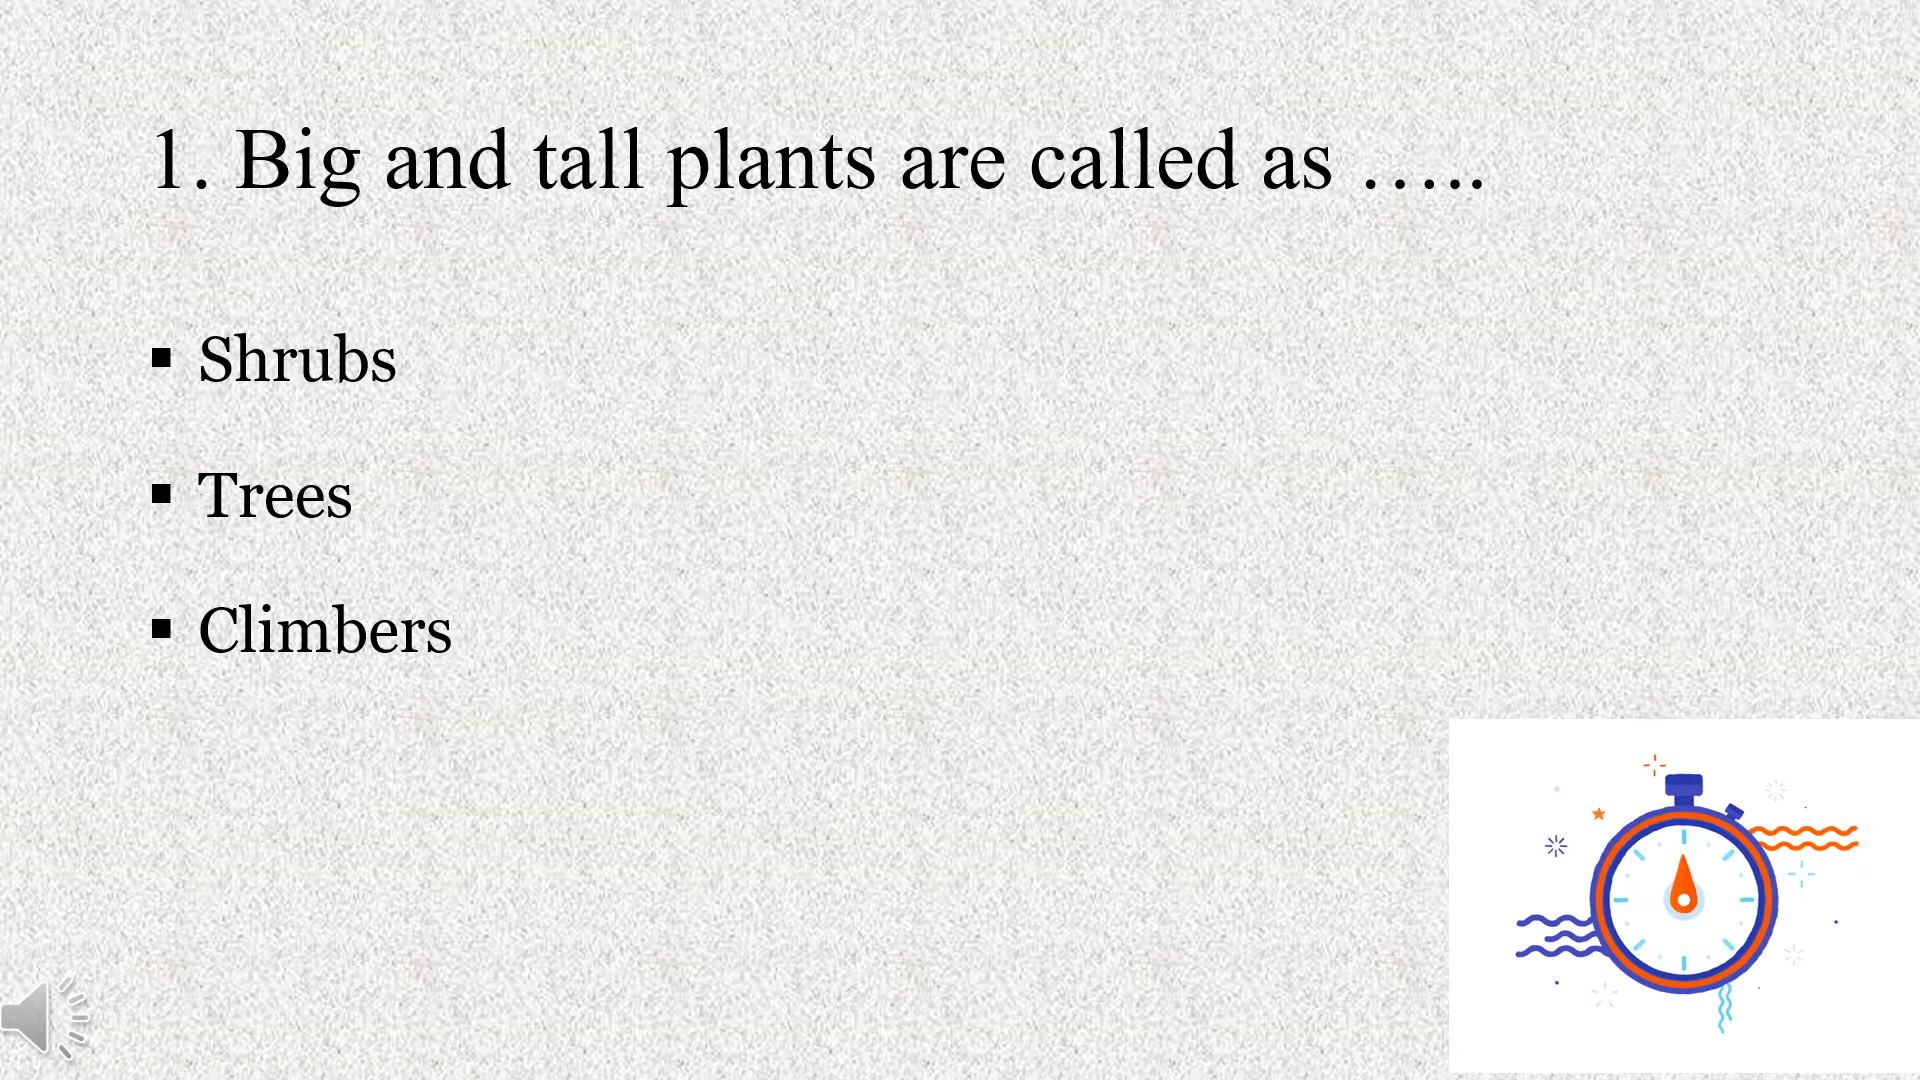 1. Big and tall plants are called as …..
▪ Shrubs
▪ Trees
▪ Climbers